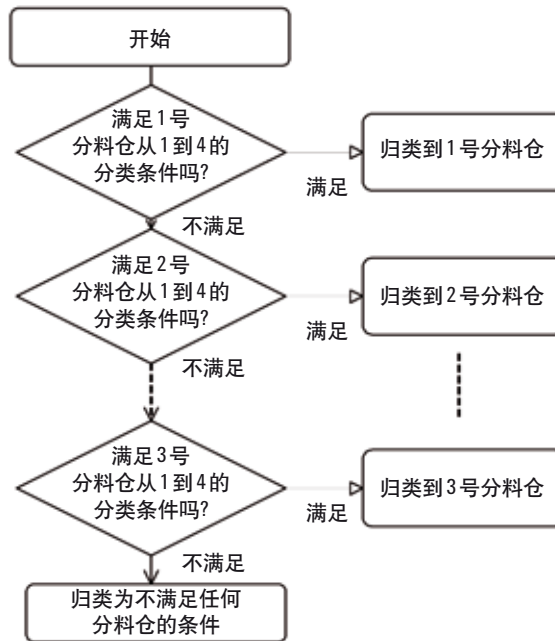 开始
满足1号
分料仓从1到4的
分类条件吗?
归类到1号分料仓
满足
不满足
满足2号
分料仓从1到4的
分类条件吗?
归类到2号分料仓
满足
不满足
满足3号
分料仓从1到4的
分类条件吗?
归类到3号分料仓
满足
不满足
归类为不满足任何
分料仓的条件